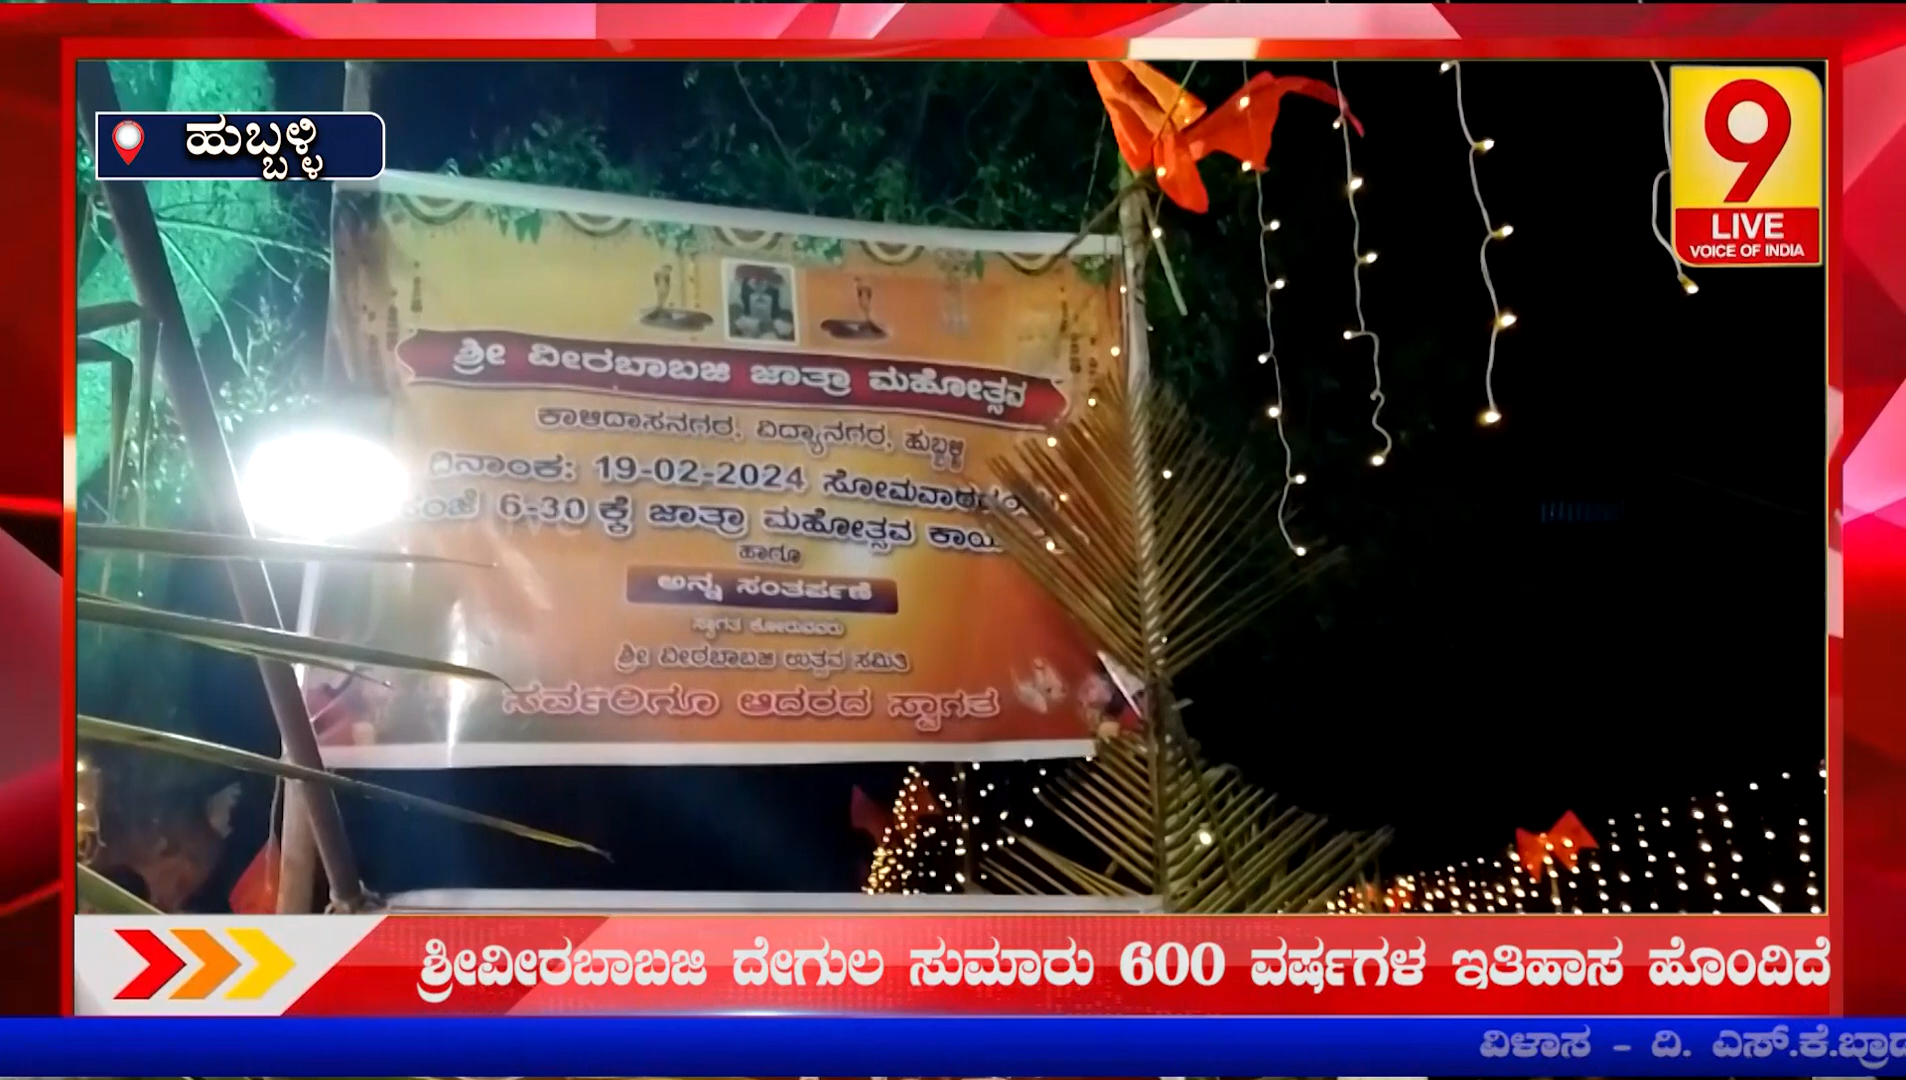 ಹುಬ್ಬಳ್ಳಿ
9
LIVE
VOICE OF INDIA
ಶ್ರೀ ವೀರಬಾಬಜಿ ಜಾತ್ರಾ ಮಹೋತ್ಸವ
ಕಾಳಿದಾಸನಗರ, ವಿದ್ಯಾನಗರ, ಹುಬ್ಬಳ್ಳಿ
ದಿನಾಂಕ: 19-02-2024
6-30 ಕ್ಕೆ ಜಾತ್ರಾ ಮಹೋತ್ಸವ
ಹಾಗೂ
ಅನ್ನ ಸಂತರ್ಪಣೆ
ಸ್ವಾಗತ ಕೋರುವವರು
ಶ್ರೀ ವೀರಬಾಬಜಿ ಉತ್ಸವ ಸಮಿತಿ
ಸರ್ವರಿಗೂ ಆದರದ ಸ್ವಾಗತ
ಶ್ರೀವೀರಬಾಬಜಿ ದೇಗುಲ ಸುಮಾರು 600 ವರ್ಷಗಳ ಇತಿಹಾಸ ಹೊಂದಿದೆ
ವಿಳಾಸ - ದಿ. ಎಸ್.ಕೆ.ಬ್ರಾ